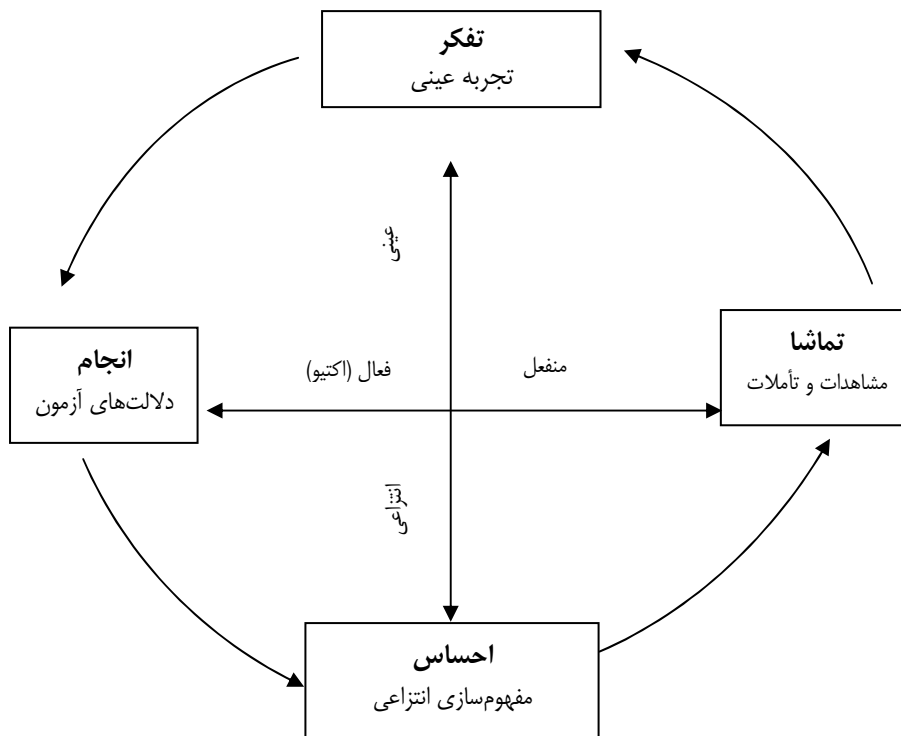 تفکر
تجربه عینی
عینی
تماشا
مشاهدات و تأملات
منفعل
فعال (اکتیو)
انجام
دلالت‌های آزمون
انتزاعی
احساس
مفهوم‌سازی انتزاعی